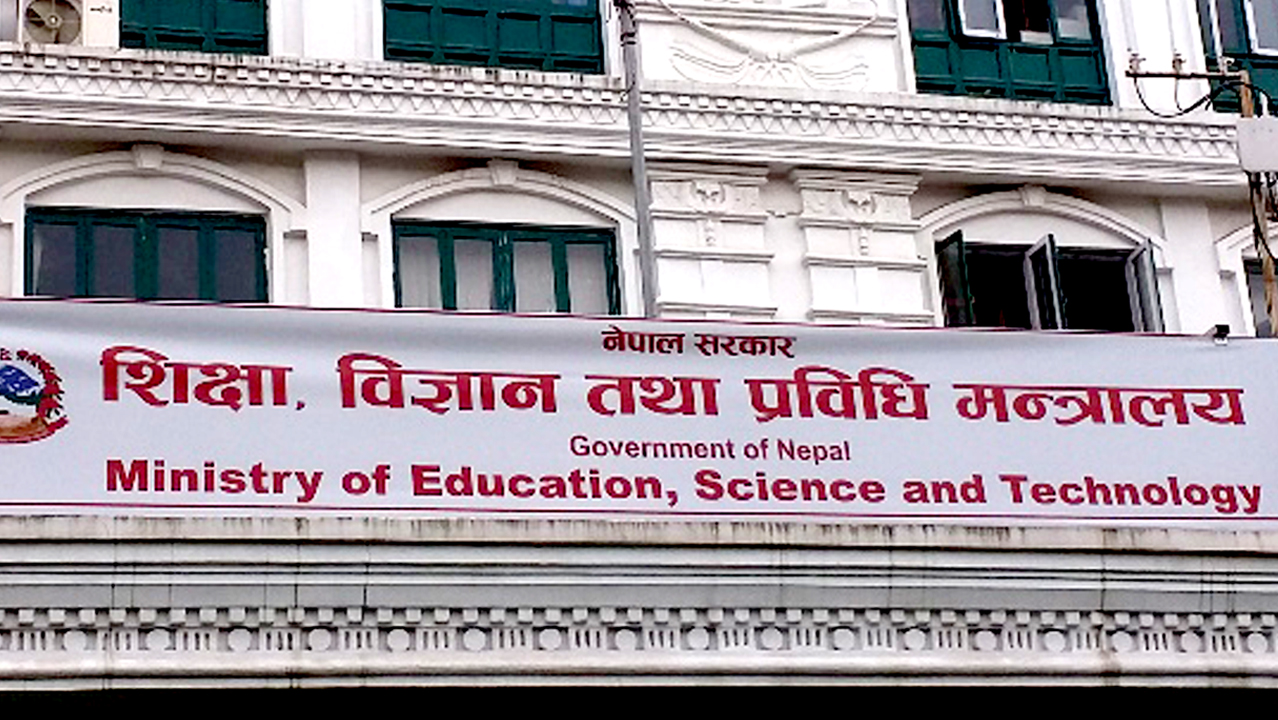 नेपाल सरकार
शिक्षा, विज्ञान तथा प्रविधि मन्त्रालय
Government of Nepal
Ministry of Education, Science and Technology